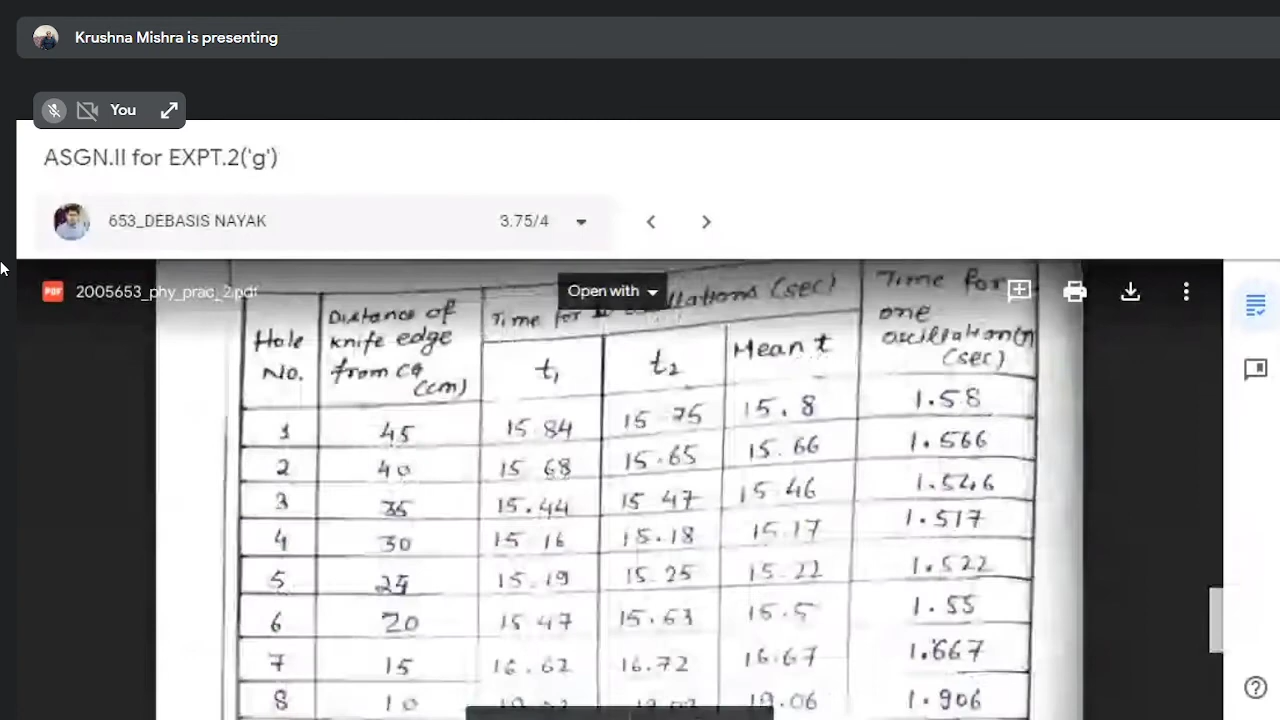 Krushna Mishra is presenting
You
ASGN.II for EXPT.2('g')
653_DEBASIS NAYAK 3.75/4
PDF 2005653_phy_prac_2.pdf Open with
Hole No. Distance of knife edge from CG (cm) Time for oscillations (sec) Time for one oscillation(T) (sec)
t1 t2 Mean t
1 45 15.84 15.75 15.8 1.58
2 40 15.68 15.65 15.66 1.566
3 35 15.44 15.47 15.46 1.546
4 30 15.16 15.18 15.17 1.517
5 25 15.19 15.25 15.22 1.522
6 20 15.47 15.53 15.5 1.55
7 15 16.62 16.72 16.67 1.667
8 10 19.06 1.906